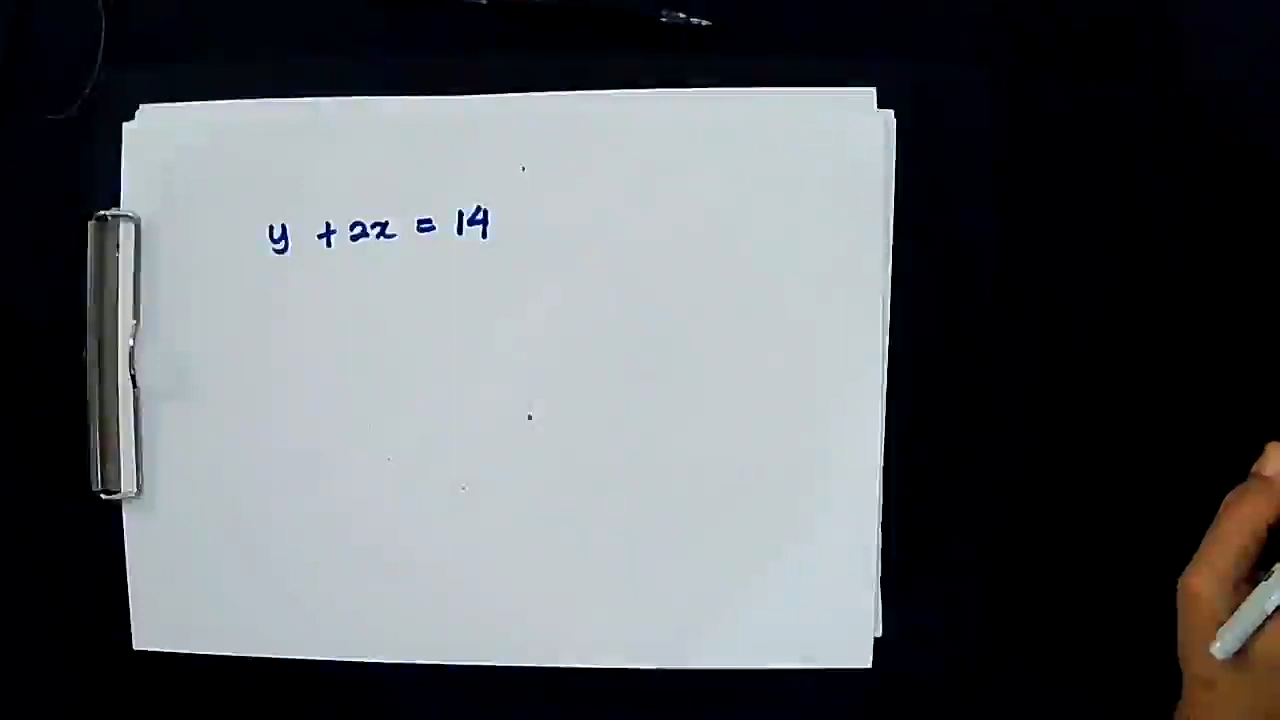 y + 2x = 14